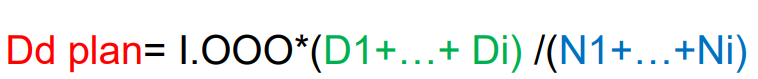 Dd plan= I.OOO*(D1+…+ Di) /(N1+…+Ni)